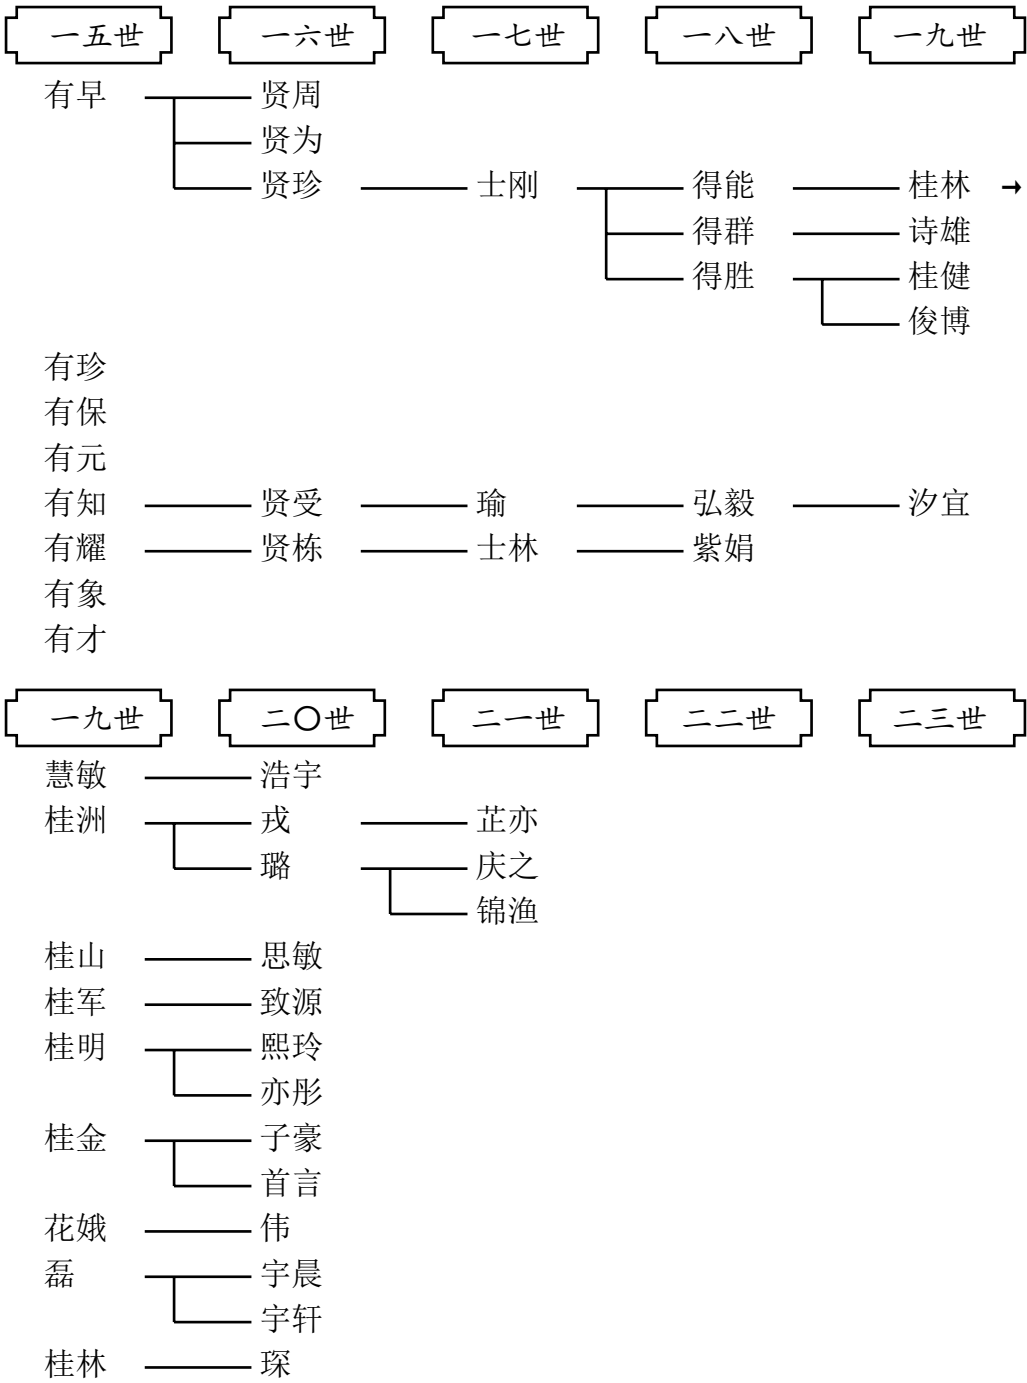 一五世 一六世 一七世 一八世 一九世
有早 贤周
贤为
贤珍 士刚 得能 桂林 →
得群 诗雄
得胜 桂健
俊博
有珍
有保
有元
有知 贤受 瑜 弘毅 汐宜
有耀 贤栋 士林 紫娟
有象
有才
一九世 二〇世 二一世 二二世 二三世
慧敏 浩宇
桂洲 戎 芷亦
璐 庆之
锦渔
桂山 思敏
桂军 致源
桂明 熙玲
亦彤
桂金 子豪
首言
花娥 伟
磊 宇晨
宇轩
桂林 琛